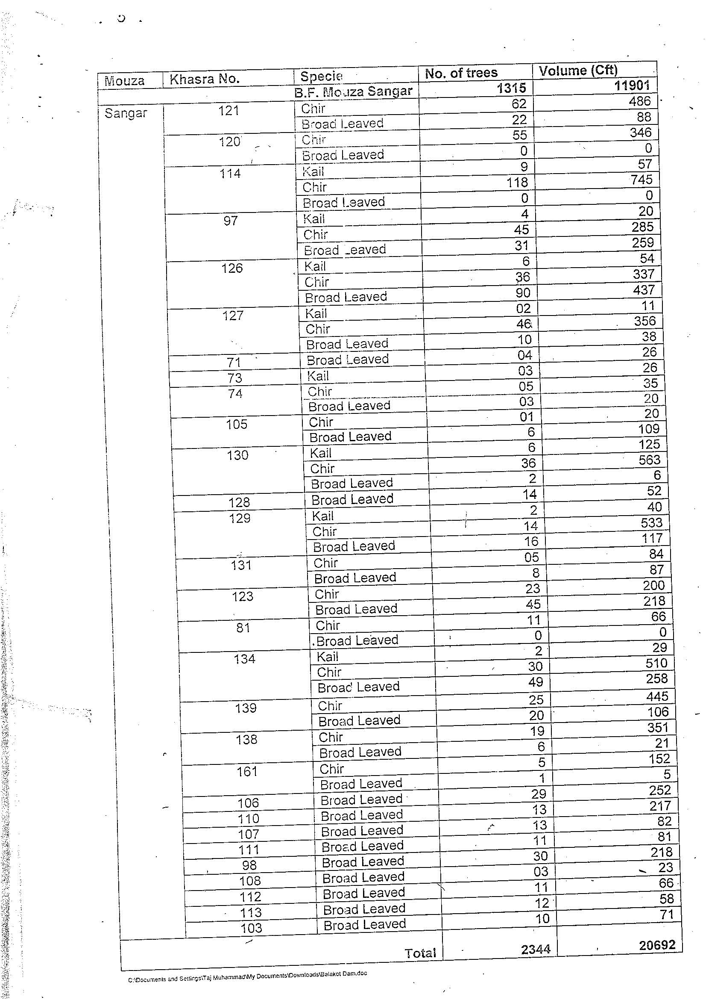 Mouza Khasra No. Specie No. of trees Volume (Cft)
B.F. Mouza Sangar 1315 11901
Sangar 121 Chir 62 486
Broad Leaved 22 88
120 Chir 55 346
Broad Leaved 0 0
114 Kail 9 57
Chir 118 745
Broad Leaved 0 0
97 Kail 4 20
Chir 45 285
Broad Leaved 31 259
126 Kail 6 54
Chir 36 337
Broad Leaved 90 437
127 Kail 02 11
Chir 46 356
Broad Leaved 10 38
71 Broad Leaved 04 26
73 Kail 03 26
74 Chir 05 35
Broad Leaved 03 20
105 Chir 01 20
Broad Leaved 6 109
130 Kail 6 125
Chir 36 563
Broad Leaved 2 6
128 Broad Leaved 14 52
129 Kail 2 40
Chir 14 533
Broad Leaved 16 117
131 Chir 05 84
Broad Leaved 8 87
123 Chir 23 200
Broad Leaved 45 218
81 Chir 11 66
Broad Leaved 0 0
134 Kail 2 29
Chir 30 510
Broad Leaved 49 258
139 Chir 25 445
Broad Leaved 20 106
138 Chir 19 351
Broad Leaved 6 21
161 Chir 5 152
Broad Leaved 1 5
106 Broad Leaved 29 252
110 Broad Leaved 13 217
107 Broad Leaved 13 82
111 Broad Leaved 11 81
98 Broad Leaved 30 218
108 Broad Leaved 03 23
112 Broad Leaved 11 66
113 Broad Leaved 12 58
103 Broad Leaved 10 71
Total 2344 20692
C:\Documents and Settings\Taj Muhammad\My Documents\Downloads\Balakot Dam.doc